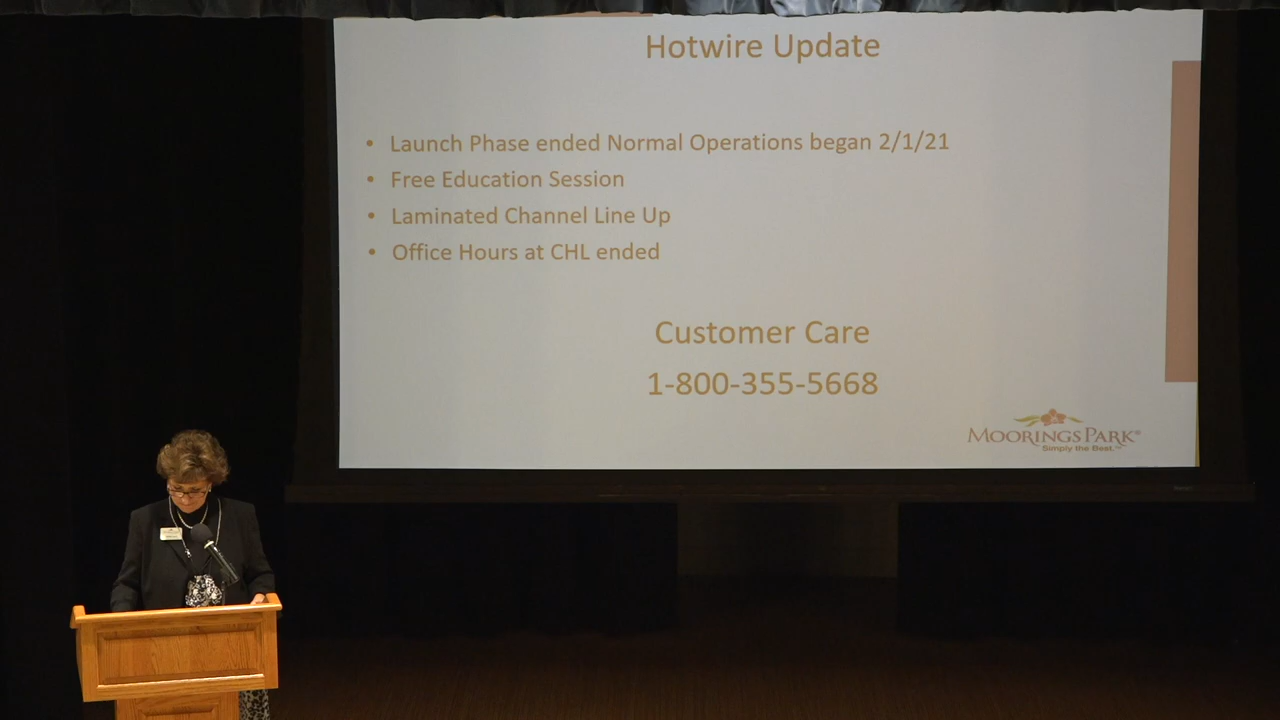 Hotwire Update
• Launch Phase ended Normal Operations began 2/1/21
• Free Education Session
• Laminated Channel Line Up
• Office Hours at CHL ended
Customer Care
1-800-355-5668
MOORINGS PARK®
Simply the Best.™